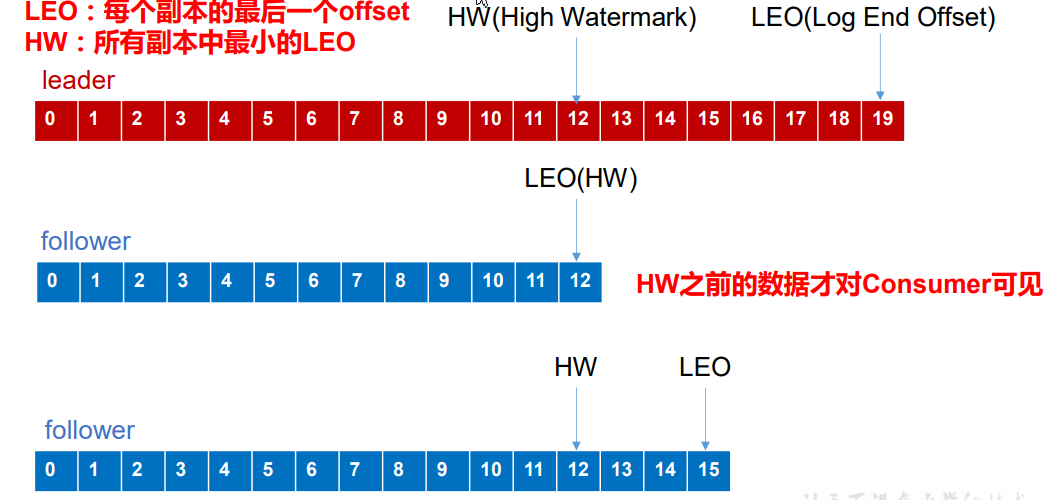 LEO：每个副本的最后一个offset
HW(High Watermark)
LEO(Log End Offset)
HW：所有副本中最小的LEO
leader
0 1 2 3 4 5 6 7 8 9 10 11 12 13 14 15 16 17 18 19
LEO(HW)
follower
0 1 2 3 4 5 6 7 8 9 10 11 12
HW之前的数据才对Consumer可见
HW
LEO
follower
0 1 2 3 4 5 6 7 8 9 10 11 12 13 14 15